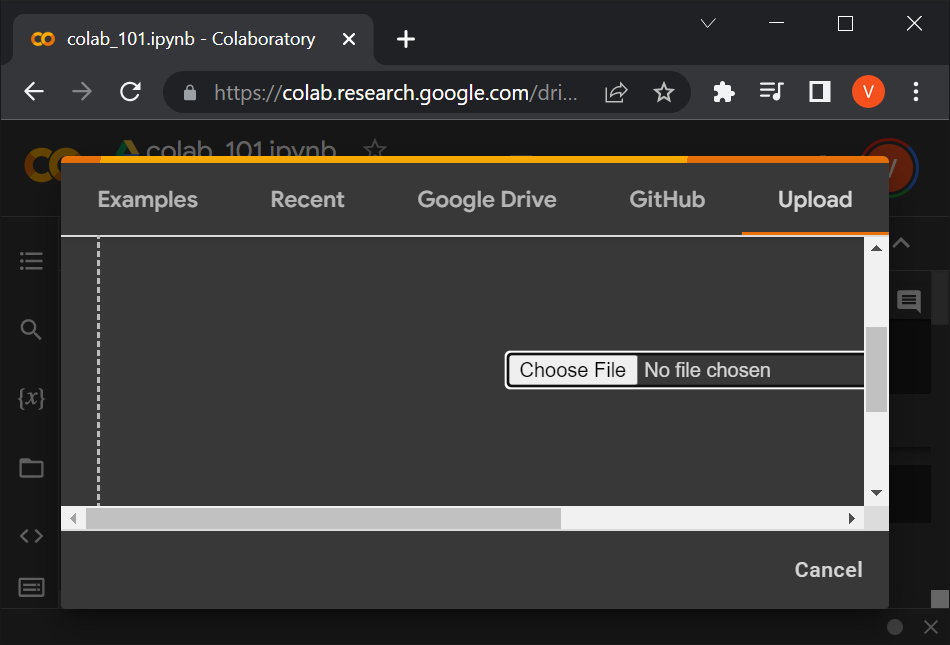 colab_101.ipynb - Colaboratory
https://colab.research.google.com/dri...
V
colab_101.ipynb
Examples Recent Google Drive GitHub Upload
{x}
Choose File No file chosen
Cancel